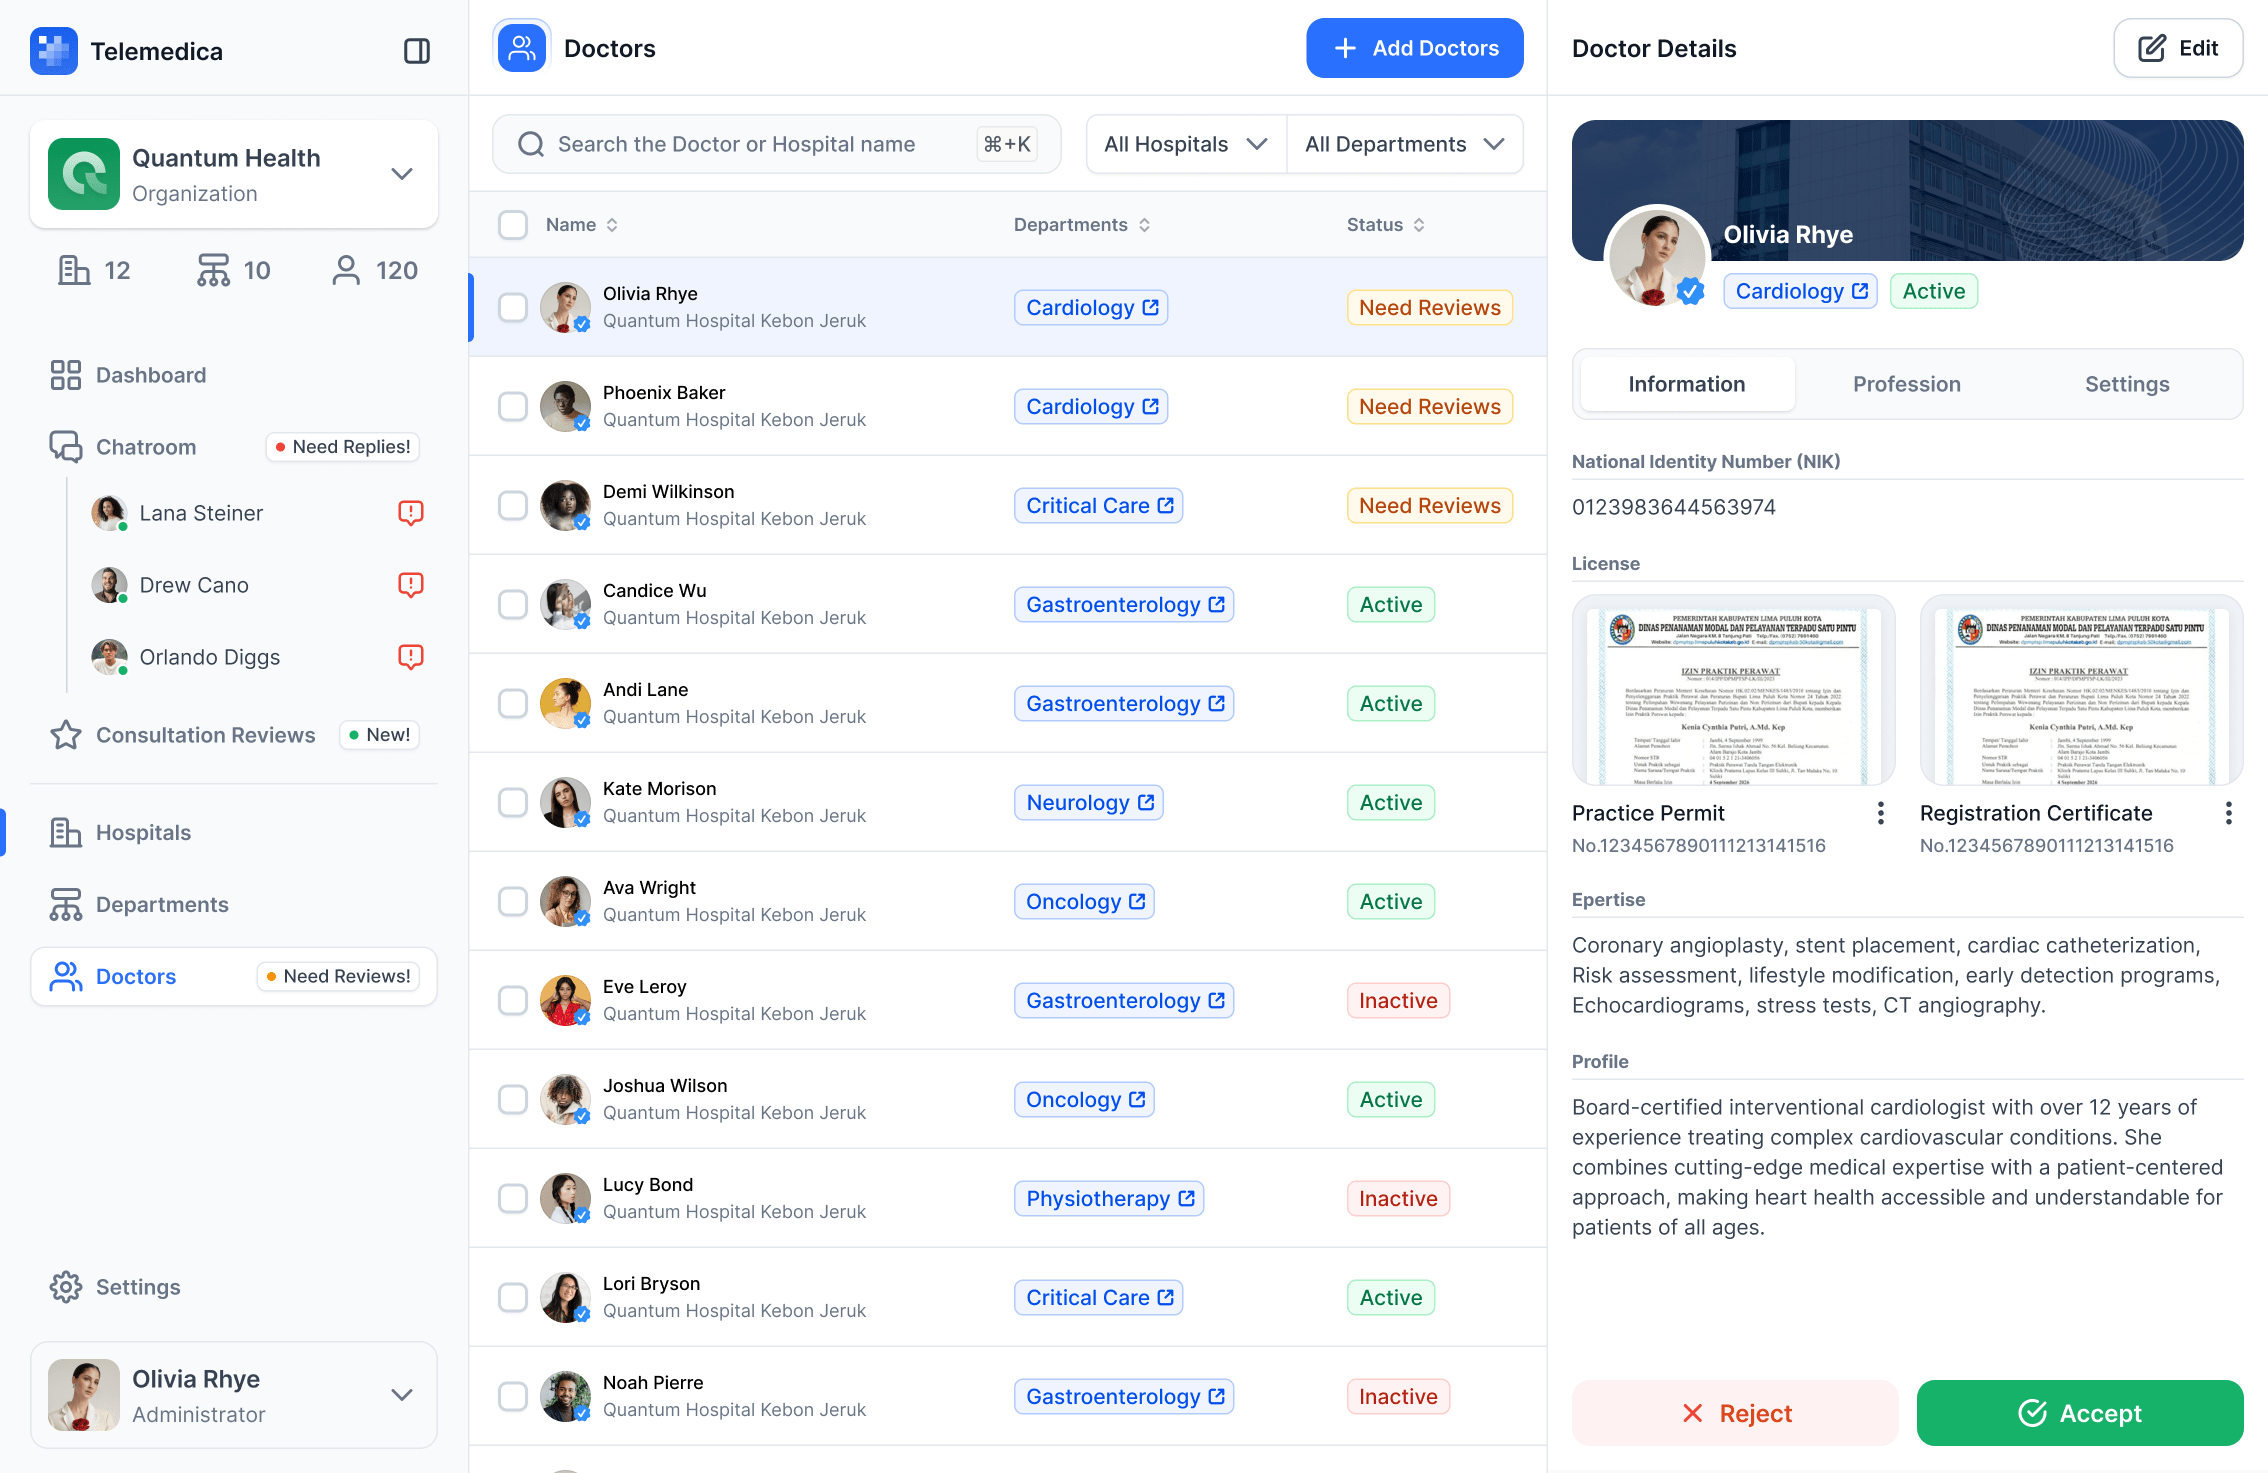 Telemedica
Quantum Health
Organization
12
10
120
Dashboard
Chatroom
Need Replies!
Lana Steiner
Drew Cano
Orlando Diggs
Consultation Reviews
New!
Hospitals
Departments
Doctors
Need Reviews!
Settings
Olivia Rhye
Administrator
Doctors
Add Doctors
Search the Doctor or Hospital name
⌘+K
All Hospitals
All Departments
Name
Departments
Status
Olivia Rhye
Quantum Hospital Kebon Jeruk
Cardiology
Need Reviews
Phoenix Baker
Quantum Hospital Kebon Jeruk
Cardiology
Need Reviews
Demi Wilkinson
Quantum Hospital Kebon Jeruk
Critical Care
Need Reviews
Candice Wu
Quantum Hospital Kebon Jeruk
Gastroenterology
Active
Andi Lane
Quantum Hospital Kebon Jeruk
Gastroenterology
Active
Kate Morison
Quantum Hospital Kebon Jeruk
Neurology
Active
Ava Wright
Quantum Hospital Kebon Jeruk
Oncology
Active
Eve Leroy
Quantum Hospital Kebon Jeruk
Gastroenterology
Inactive
Joshua Wilson
Quantum Hospital Kebon Jeruk
Oncology
Active
Lucy Bond
Quantum Hospital Kebon Jeruk
Physiotherapy
Inactive
Lori Bryson
Quantum Hospital Kebon Jeruk
Critical Care
Active
Noah Pierre
Quantum Hospital Kebon Jeruk
Gastroenterology
Inactive
Doctor Details
Edit
Olivia Rhye
Cardiology
Active
Information
Profession
Settings
National Identity Number (NIK)
0123983644563974
License
PEMERINTAH KABUPATEN LIMA PULUH KOTA
DINAS PENANAMAN MODAL DAN PELAYANAN TERPADU SATU PINTU
IZIN PRAKTIK PERAWAT
Kenia Cynthia Putri, A.Md. Kep
PEMERINTAH KABUPATEN LIMA PULUH KOTA
DINAS PENANAMAN MODAL DAN PELAYANAN TERPADU SATU PINTU
IZIN PRAKTIK PERAWAT
Kenia Cynthia Putri, A.Md. Kep
Practice Permit
No.1234567890111213141516
Registration Certificate
No.1234567890111213141516
Epertise
Coronary angioplasty, stent placement, cardiac catheterization,
Risk assessment, lifestyle modification, early detection programs,
Echocardiograms, stress tests, CT angiography.
Profile
Board-certified interventional cardiologist with over 12 years of
experience treating complex cardiovascular conditions. She
combines cutting-edge medical expertise with a patient-centered
approach, making heart health accessible and understandable for
patients of all ages.
Reject
Accept